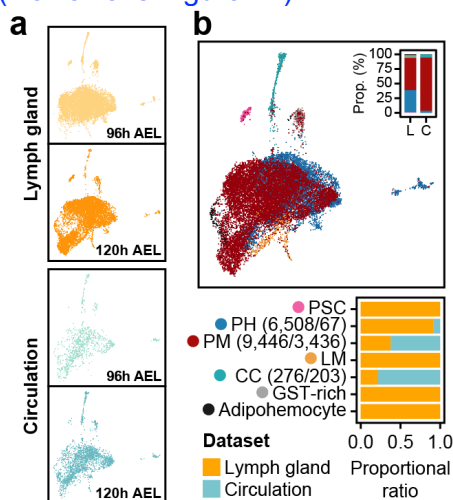 a
b
Lymph gland
96h AEL
120h AEL
Circulation
96h AEL
120h AEL
Prop. (%)
100
75
50
25
0
L C
PSC
PH (6,508/67)
PM (9,446/3,436)
LM
CC (276/203)
GST-rich
Adipohemocyte
0.0 0.5 1.0
Proportional
ratio
Dataset
Lymph gland
Circulation